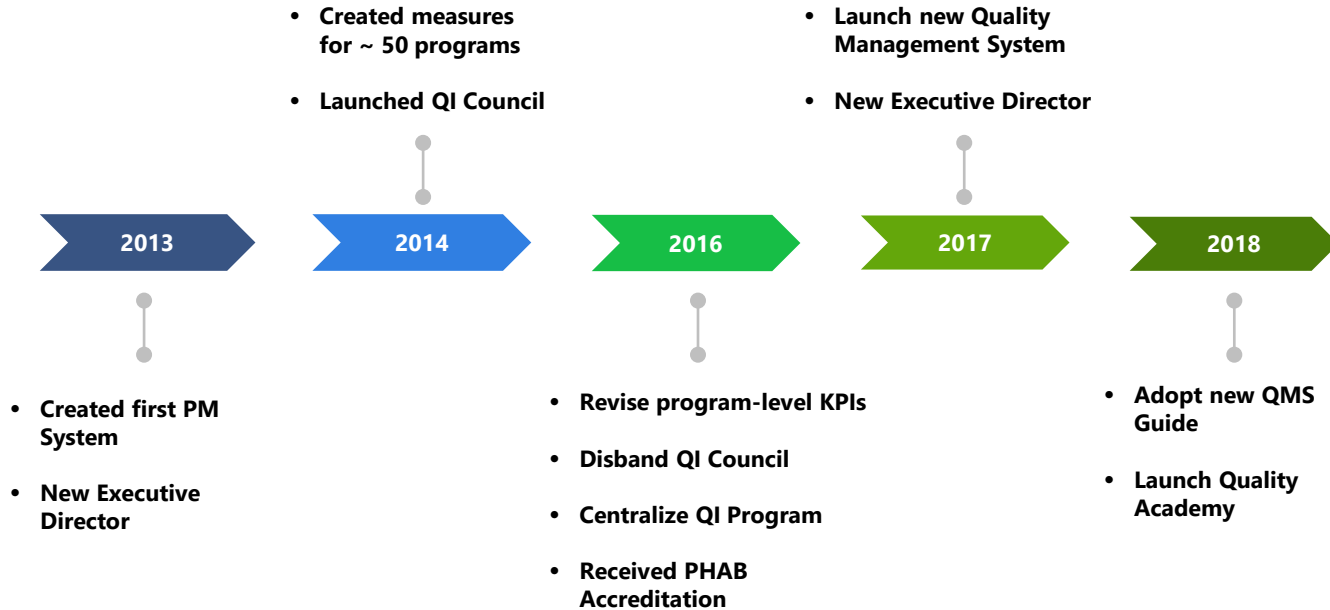 • Created measures
for ~ 50 programs
• Launched QI Council
• Launch new Quality
Management System
• New Executive Director
2013
2014
2016
2017
2018
• Created first PM
System
• New Executive
Director
• Revise program-level KPIs
• Disband QI Council
• Centralize QI Program
• Received PHAB
Accreditation
• Adopt new QMS
Guide
• Launch Quality
Academy